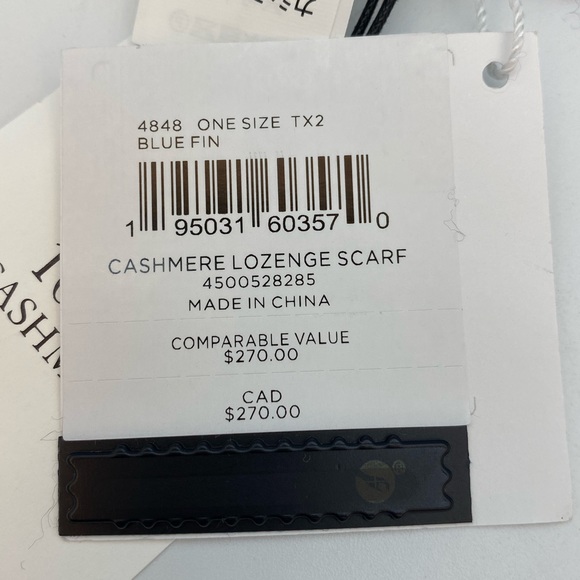 4848 ONE SIZE TX2
BLUE FIN
1 95031 60357 0
CASHMERE LOZENGE SCARF
4500528285
MADE IN CHINA
COMPARABLE VALUE
$270.00
CAD
$270.00